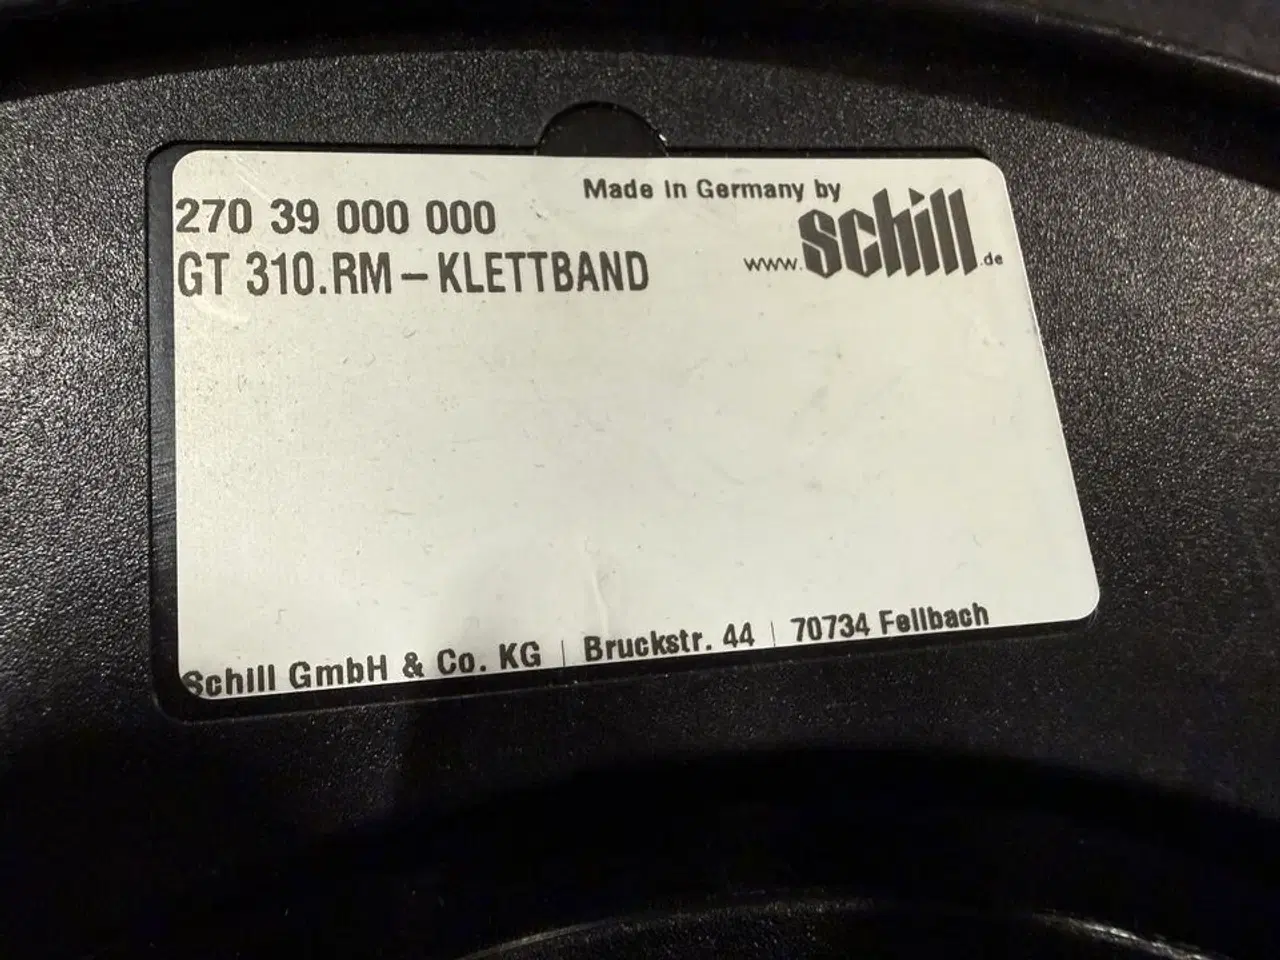 Made in Germany by
270 39 000 000
www.schill.de
GT 310.RM – KLETTBAND
Schill GmbH & Co. KG | Bruckstr. 44 | 70734 Fellbach